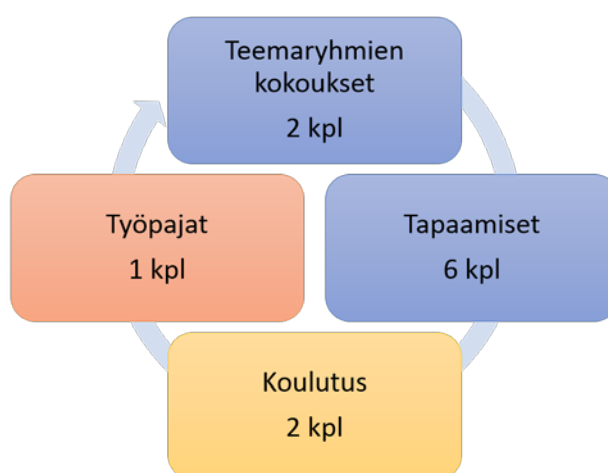 Teemaryhmien
kokoukset
2 kpl
Tapaamiset
6 kpl
Koulutus
2 kpl
Työpajat
1 kpl